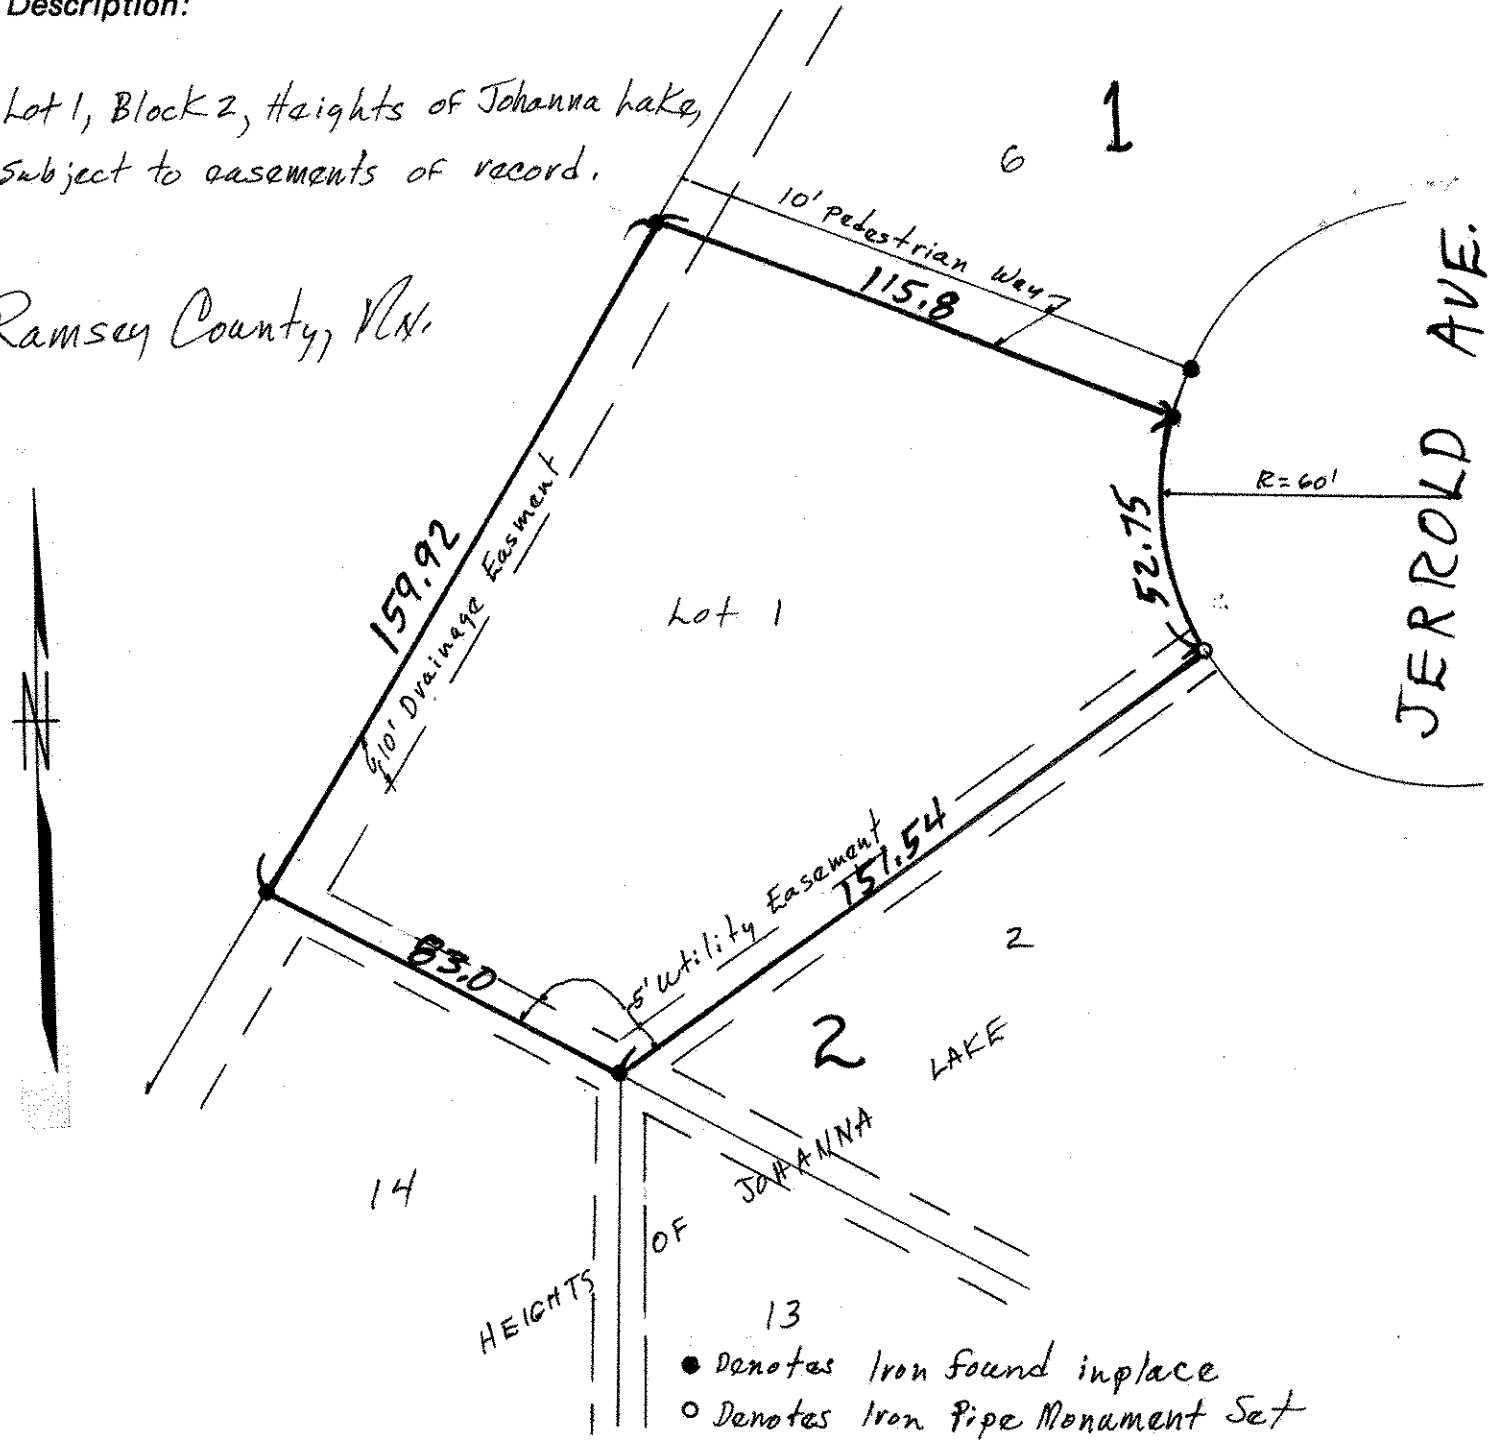 Description:
Lot 1, Block 2, Heights of Johanna Lake,
Subject to easements of record.
Ramsey County, Mn.
1
6
10' Pedestrian Way
115.8
JERROLD AVE.
R=60'
52.75
159.92
10' Drainage Easment
Lot 1
N
5' Utility Easement
151.54
83.0
2
2
14
HEIGHTS OF JOHANNA LAKE
13
● Denotes Iron found inplace
○ Denotes Iron Pipe Monament Set